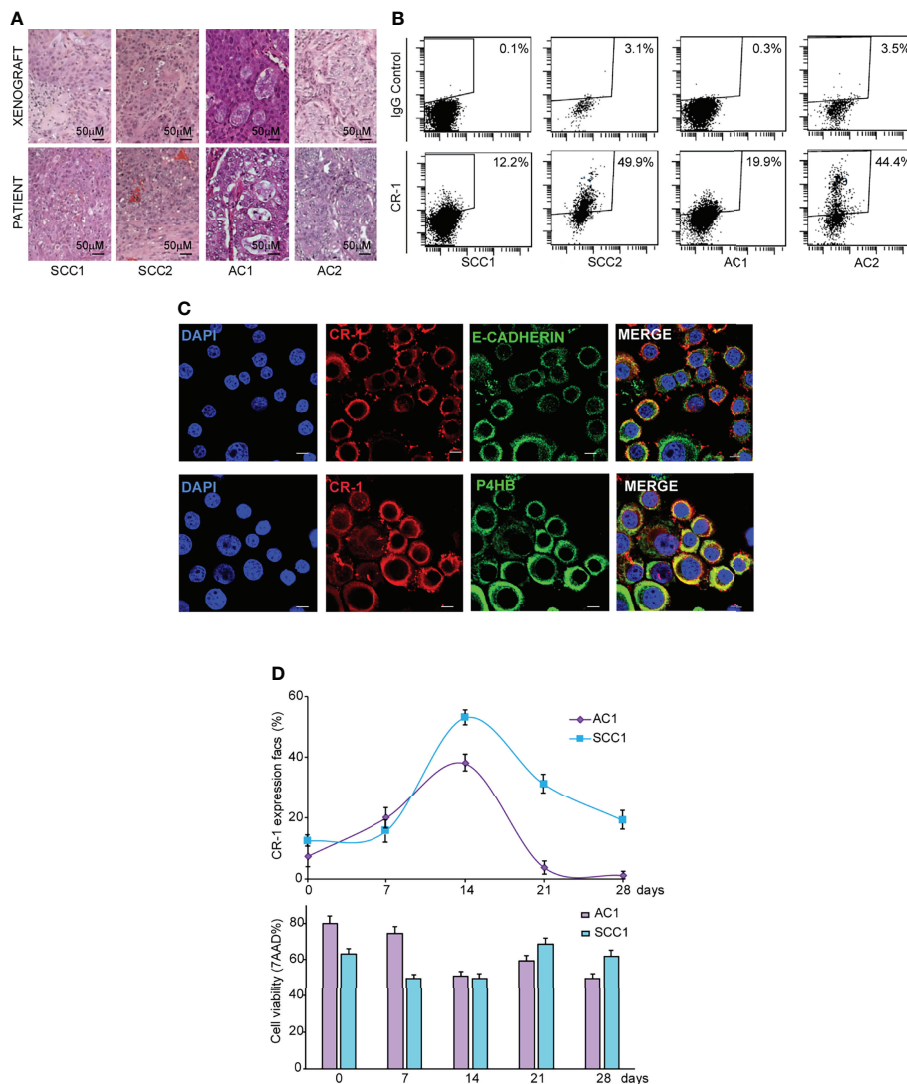 A
XENOGRAFT
50µM
50µM
50µM
50µM
PATIENT
50µM
50µM
50µM
50µM
SCC1
SCC2
AC1
AC2
B
IgG Control
0.1%
3.1%
0.3%
3.5%
CR-1
12.2%
49.9%
19.9%
44.4%
SCC1
SCC2
AC1
AC2
C
DAPI
CR-1
E-CADHERIN
MERGE
DAPI
CR-1
P4HB
MERGE
D
CR-1 expression facs (%)
60
40
20
0
AC1
SCC1
0
7
14
21
28
days
Cell viability (7AAD%)
80
60
40
0
AC1
SCC1
0
7
14
21
28
days